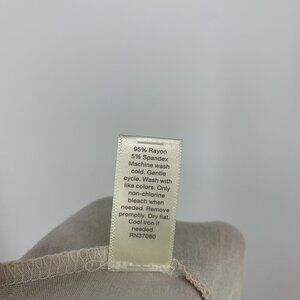 95% Rayon
5% Spandex
Machine wash
cold. Gentle
cycle. Wash with
like colors. Only
non-chlorine
bleach when
needed. Remove
promptly. Dry flat.
Cool iron if
needed.
RN37080